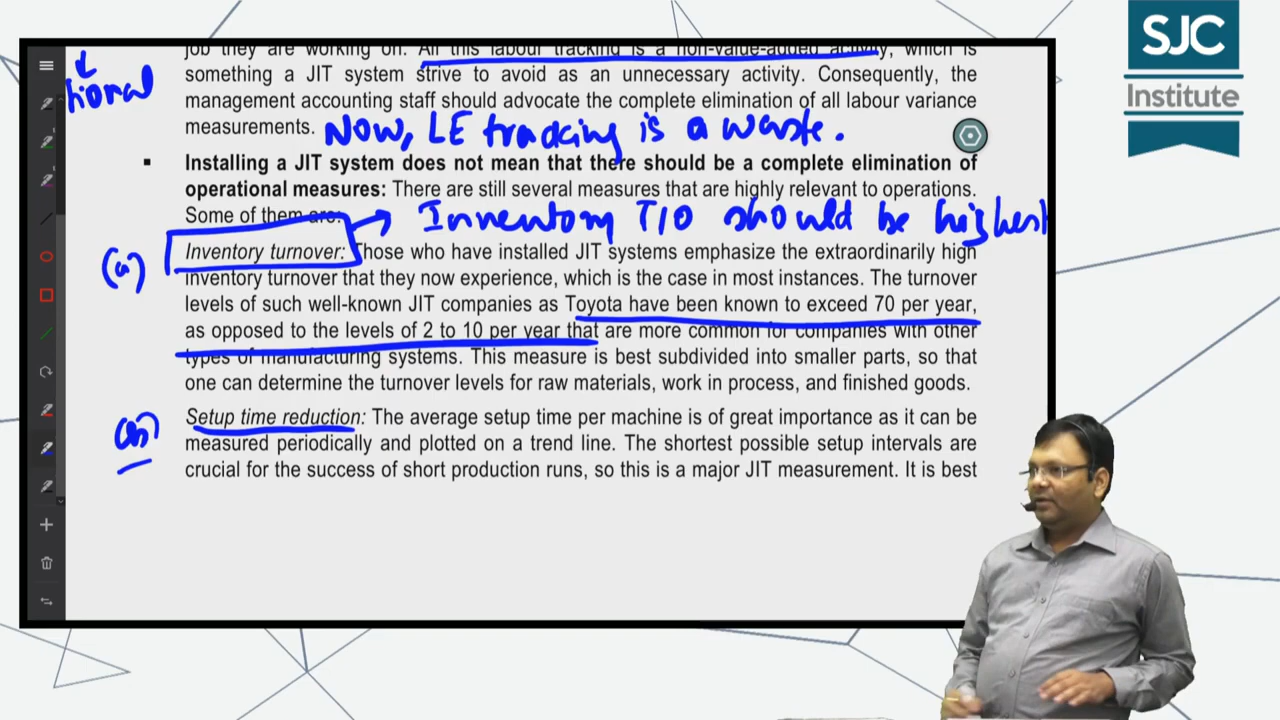 SJC
Institute
job they are working on. All this labour tracking is a non-value-added activity, which is
tional
something a JIT system strive to avoid as an unnecessary activity. Consequently, the
management accounting staff should advocate the complete elimination of all labour variance
measurements. Now, LE tracking is a waste.
▪ Installing a JIT system does not mean that there should be a complete elimination of
operational measures: There are still several measures that are highly relevant to operations.
Some of them are: → Inventory T/O should be highest
(a) Inventory turnover: Those who have installed JIT systems emphasize the extraordinarily high
inventory turnover that they now experience, which is the case in most instances. The turnover
levels of such well-known JIT companies as Toyota have been known to exceed 70 per year,
as opposed to the levels of 2 to 10 per year that are more common for companies with other
types of manufacturing systems. This measure is best subdivided into smaller parts, so that
one can determine the turnover levels for raw materials, work in process, and finished goods.
(b) Setup time reduction: The average setup time per machine is of great importance as it can be
measured periodically and plotted on a trend line. The shortest possible setup intervals are
crucial for the success of short production runs, so this is a major JIT measurement. It is best